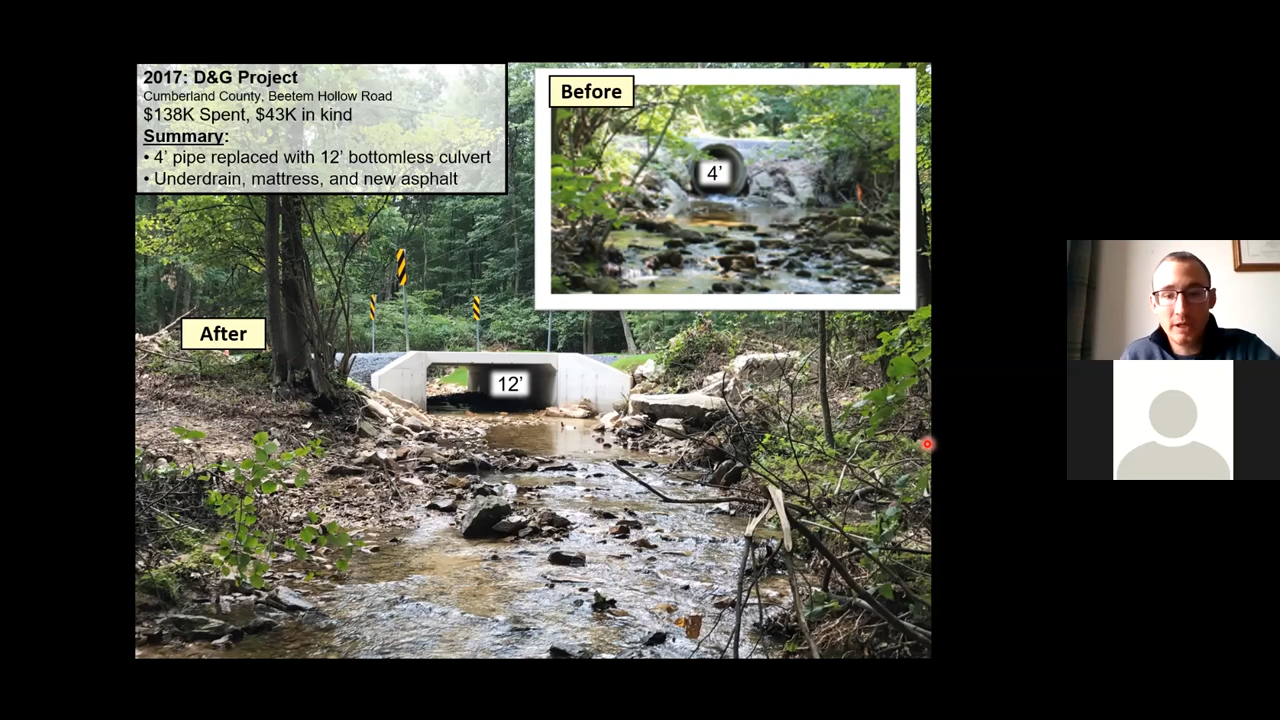 2017: D&G Project
Cumberland County, Beetem Hollow Road
$138K Spent, $43K in kind
Summary:
• 4’ pipe replaced with 12’ bottomless culvert
• Underdrain, mattress, and new asphalt
Before
4’
After
12’